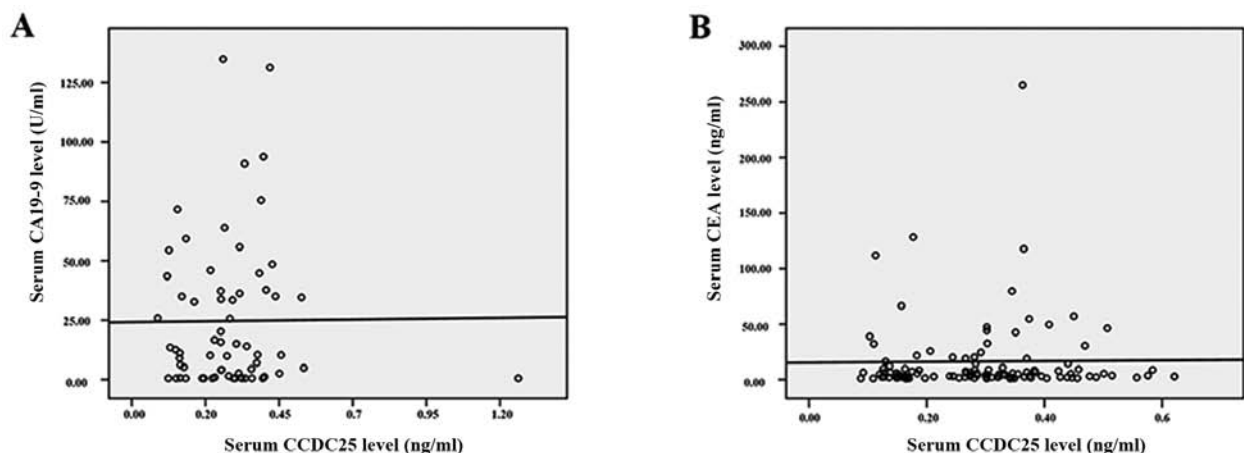 A
Serum CA19-9 level (U/ml)
125.00
100.00
75.00
50.00
25.00
0.00
0.00 0.20 0.45 0.7 0.95 1.20
Serum CCDC25 level (ng/ml)
B
Serum CEA level (ng/ml)
300.00
250.00
200.00
150.00
100.00
50.00
0.00
0.00 0.20 0.40 0.6
Serum CCDC25 level (ng/ml)